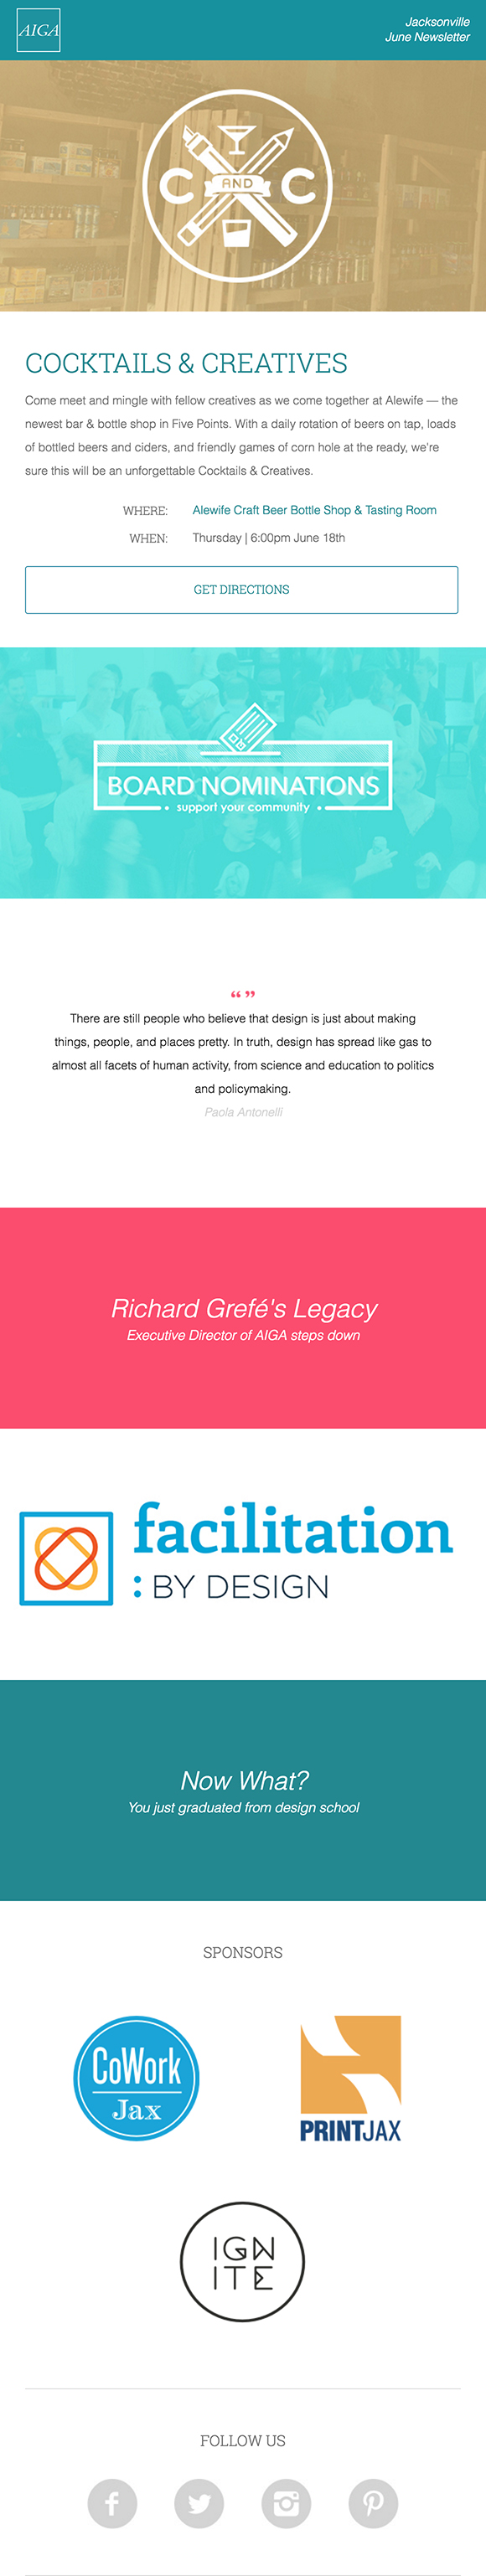 AIGA
Jacksonville
June Newsletter
C AND C
COCKTAILS & CREATIVES
Come meet and mingle with fellow creatives as we come together at Alewife — the
newest bar & bottle shop in Five Points. With a daily rotation of beers on tap, loads
of bottled beers and ciders, and friendly games of corn hole at the ready, we're
sure this will be an unforgettable Cocktails & Creatives.
WHERE: Alewife Craft Beer Bottle Shop & Tasting Room
WHEN: Thursday | 6:00pm June 18th
GET DIRECTIONS
BOARD NOMINATIONS
• support your community •
“ ”
There are still people who believe that design is just about making
things, people, and places pretty. In truth, design has spread like gas to
almost all facets of human activity, from science and education to politics
and policymaking.
Paola Antonelli
Richard Grefé's Legacy
Executive Director of AIGA steps down
facilitation
: BY DESIGN
Now What?
You just graduated from design school
SPONSORS
CoWork
Jax
PRINTJAX
IGN
ITE
FOLLOW US